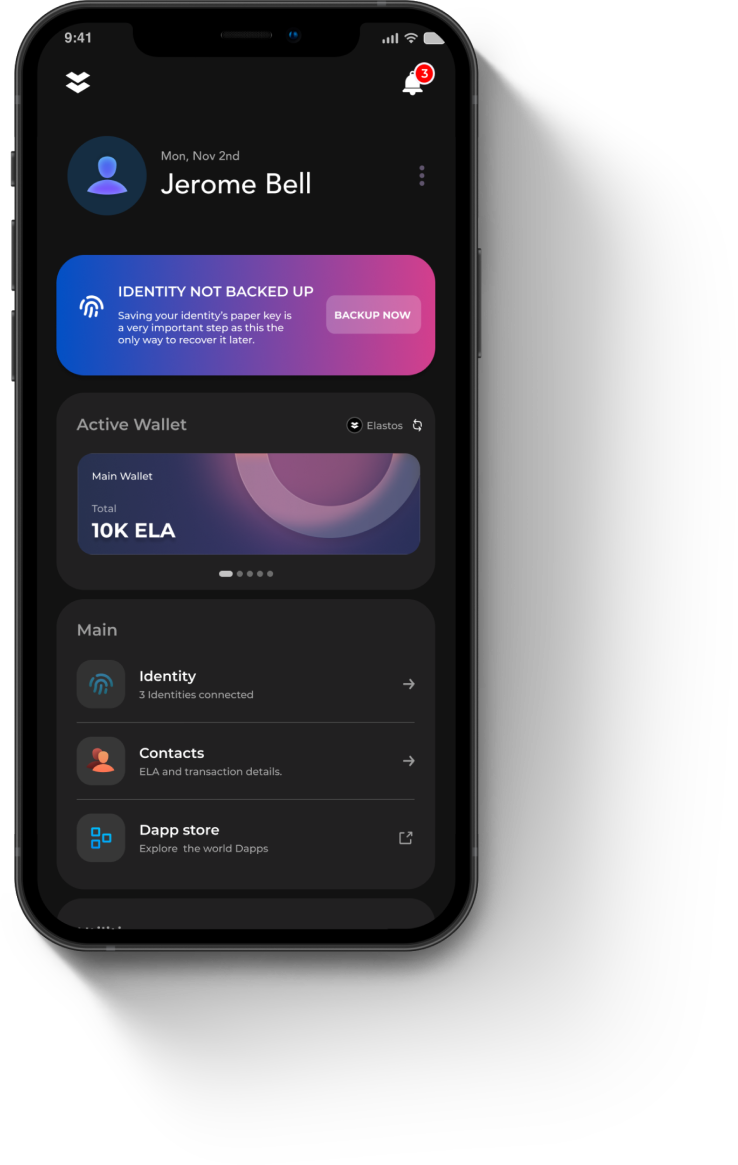 9:41
3
Mon, Nov 2nd
Jerome Bell
IDENTITY NOT BACKED UP
Saving your identity's paper key is
a very important step as this the
only way to recover it later.
BACKUP NOW
Active Wallet
Elastos
Main Wallet
Total
10K ELA
Main
Identity
3 Identities connected
Contacts
ELA and transaction details.
Dapp store
Explore the world Dapps